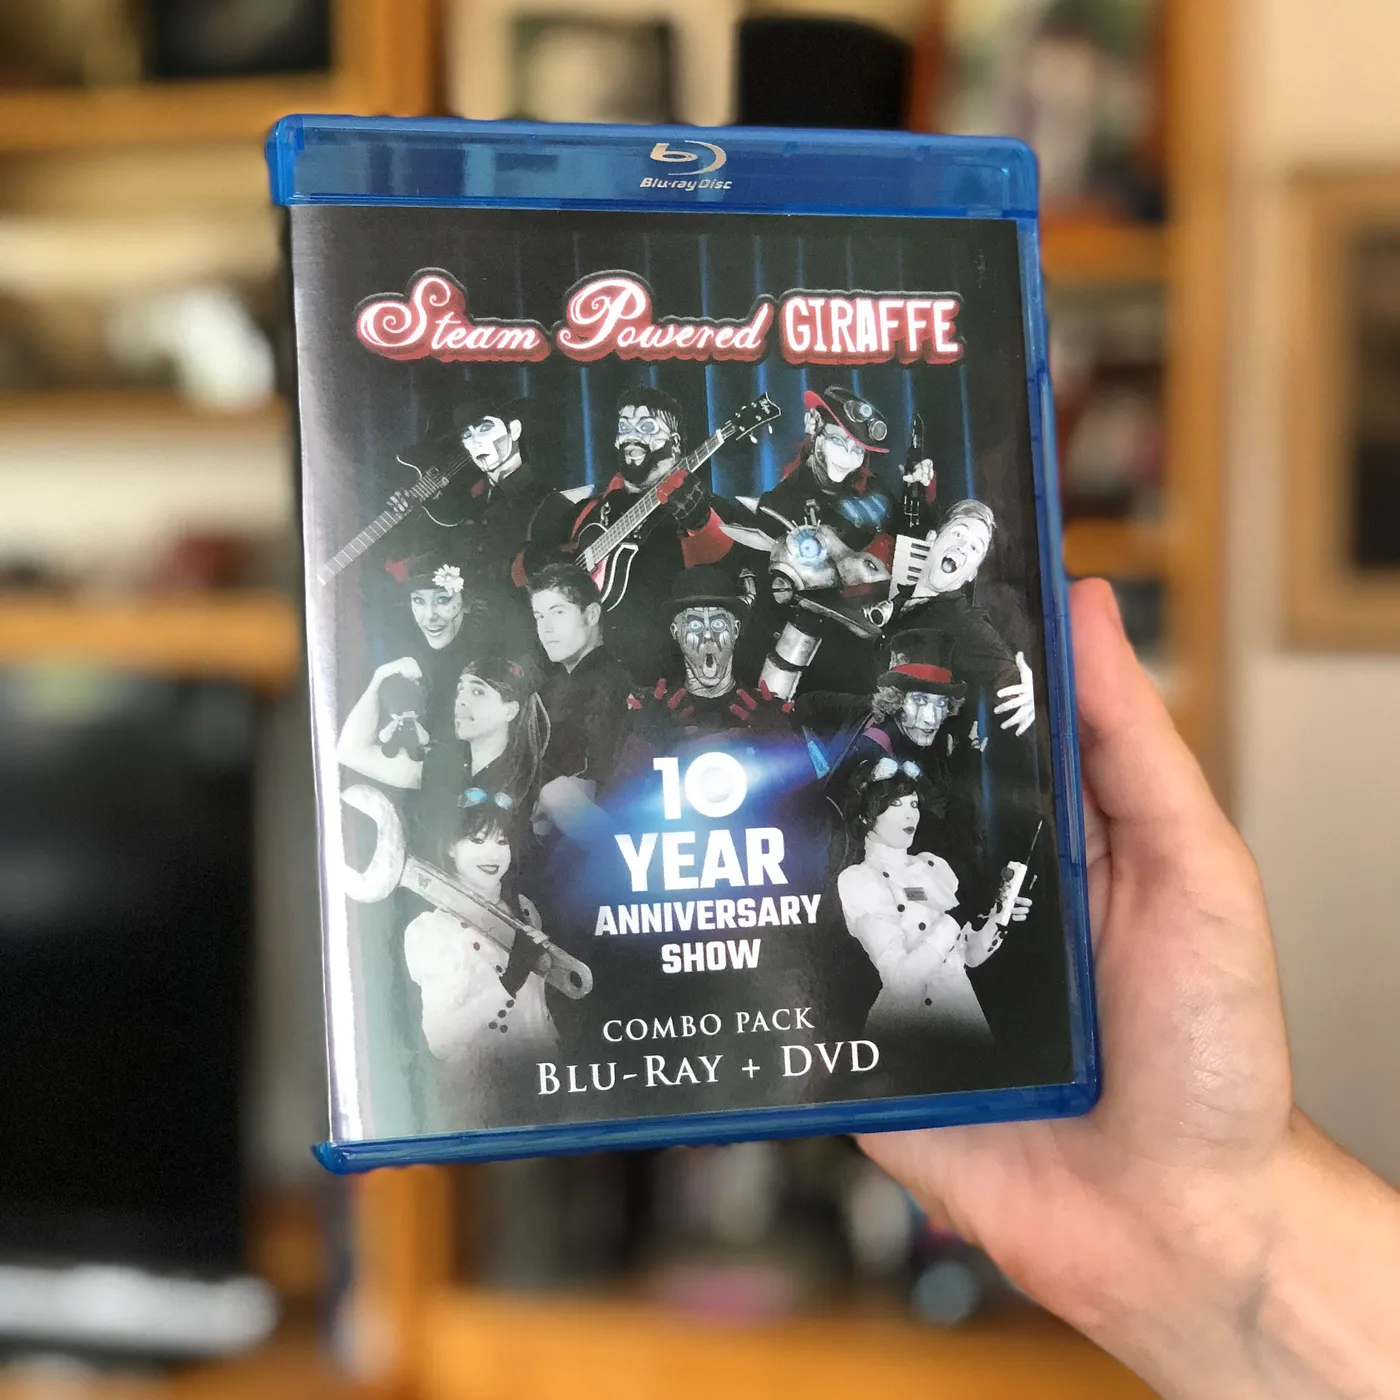 Blu-ray Disc
Steam Powered GIRAFFE
10
YEAR
ANNIVERSARY
SHOW
COMBO PACK
BLU-RAY + DVD